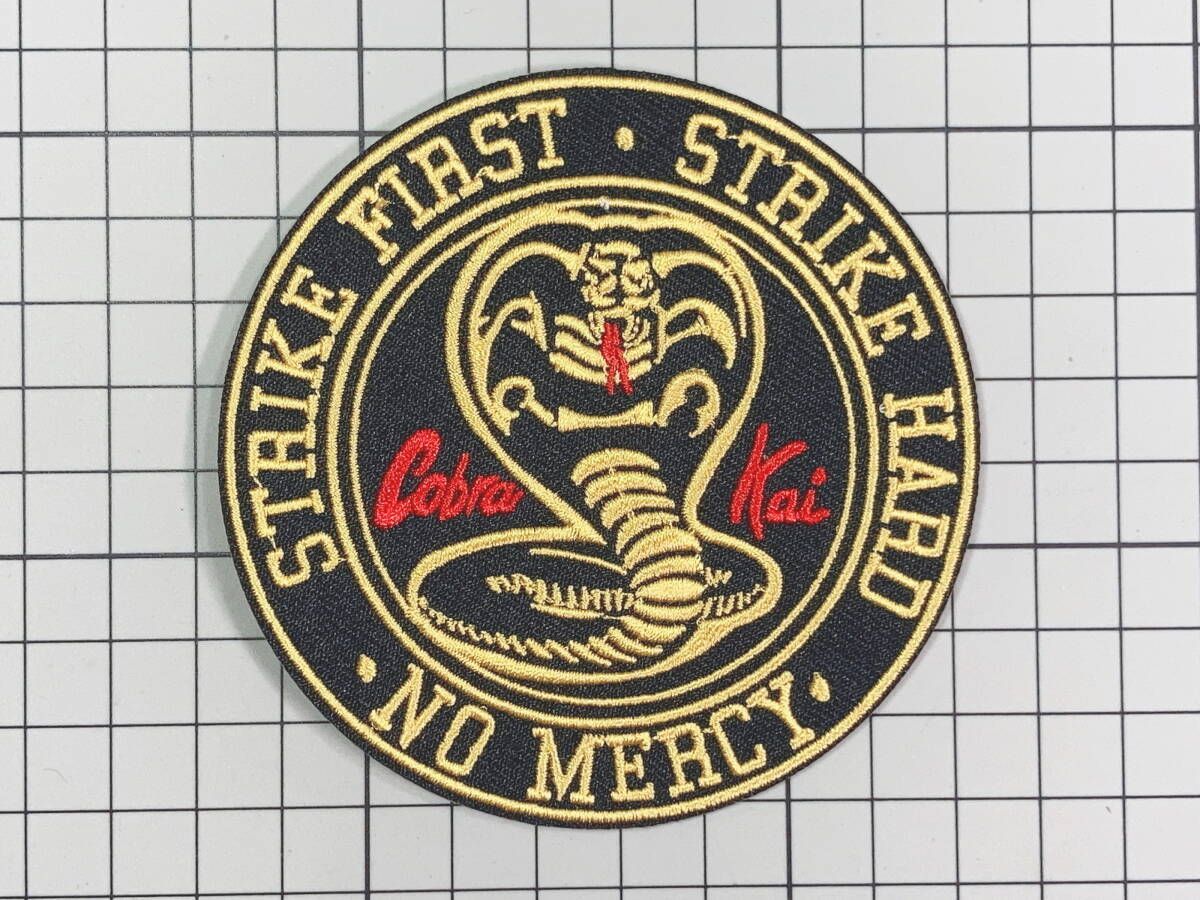 STRIKE FIRST · STRIKE HARD
· NO MERCY ·
Cobra Kai